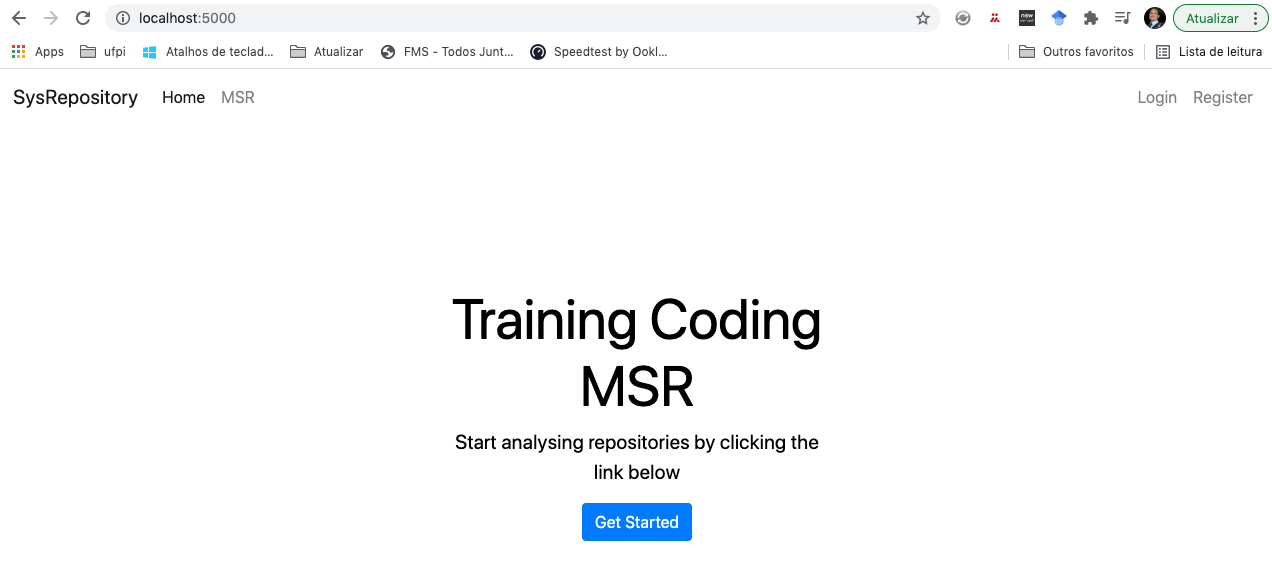 localhost:5000
Atualizar
Apps ufpi Atalhos de teclad... Atualizar FMS - Todos Junt... Speedtest by Ookl... Outros favoritos Lista de leitura
SysRepository Home MSR Login Register
Training Coding
MSR
Start analysing repositories by clicking the
link below
Get Started